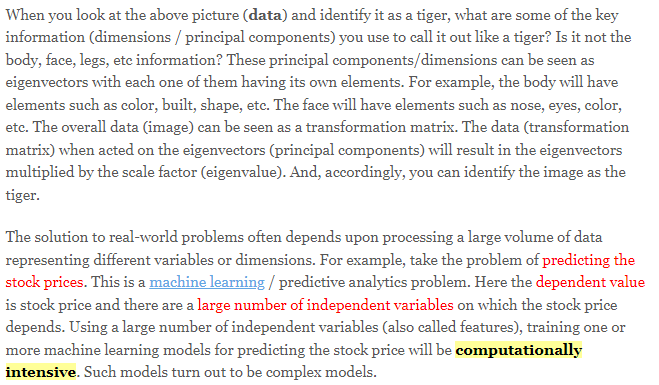 When you look at the above picture (data) and identify it as a tiger, what are some of the key
information (dimensions / principal components) you use to call it out like a tiger? Is it not the
body, face, legs, etc information? These principal components/dimensions can be seen as
eigenvectors with each one of them having its own elements. For example, the body will have
elements such as color, built, shape, etc. The face will have elements such as nose, eyes, color,
etc. The overall data (image) can be seen as a transformation matrix. The data (transformation
matrix) when acted on the eigenvectors (principal components) will result in the eigenvectors
multiplied by the scale factor (eigenvalue). And, accordingly, you can identify the image as the
tiger.
The solution to real-world problems often depends upon processing a large volume of data
representing different variables or dimensions. For example, take the problem of predicting the
stock prices. This is a machine learning / predictive analytics problem. Here the dependent value
is stock price and there are a large number of independent variables on which the stock price
depends. Using a large number of independent variables (also called features), training one or
more machine learning models for predicting the stock price will be computationally
intensive. Such models turn out to be complex models.